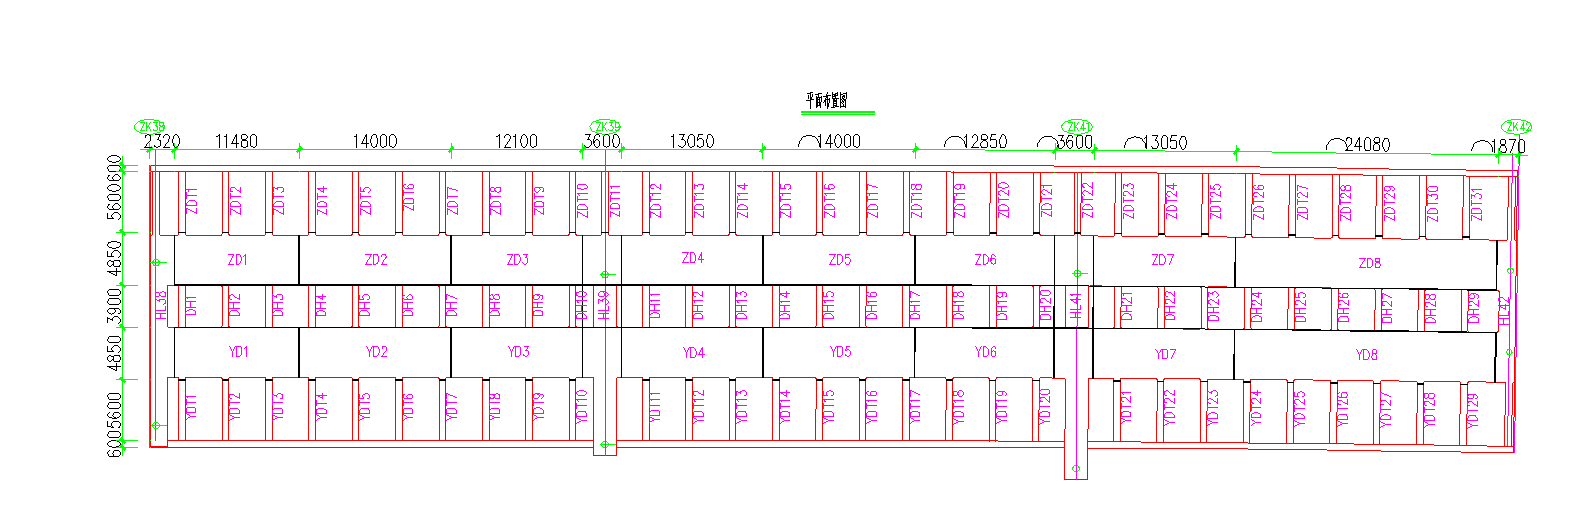 平面布置图
ZK38 ZK39 ZK41 ZK42
2320 11480 14000 12100 3600 13050 14000 12850 3600 13050 24080 1870
600
5600
ZDT1 ZDT2 ZDT3 ZDT4 ZDT5 ZDT6 ZDT7 ZDT8 ZDT9 ZDT10 ZDT11 ZDT12 ZDT13 ZDT14 ZDT15 ZDT16 ZDT17 ZDT18 ZDT19 ZDT20 ZDT21 ZDT22 ZDT23 ZDT24 ZDT25 ZDT26 ZDT27 ZDT28 ZDT29 ZDT30 ZDT31
4850
ZD1 ZD2 ZD3 ZD4 ZD5 ZD6 ZD7 ZD8
3900
HL38 DH1 DH2 DH3 DH4 DH5 DH6 DH7 DH8 DH9 DH10 HL39 DH11 DH12 DH13 DH14 DH15 DH16 DH17 DH18 DH19 DH20 HL41 DH21 DH22 DH23 DH24 DH25 DH26 DH27 DH28 DH29 HL42
4850
YD1 YD2 YD3 YD4 YD5 YD6 YD7 YD8
5600
YDT1 YDT2 YDT3 YDT4 YDT5 YDT6 YDT7 YDT8 YDT9 YDT10 YDT11 YDT12 YDT13 YDT14 YDT15 YDT16 YDT17 YDT18 YDT19 YDT20 YDT21 YDT22 YDT23 YDT24 YDT25 YDT26 YDT27 YDT28 YDT29
600